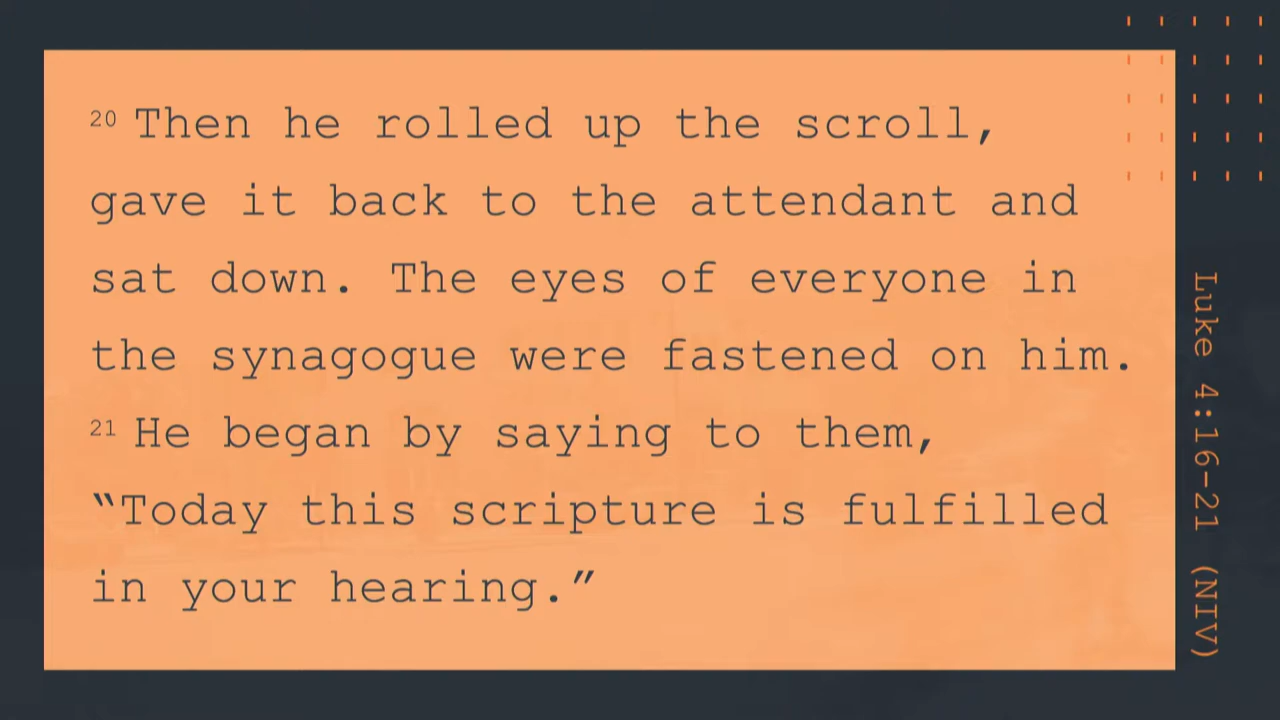 20 Then he rolled up the scroll,
gave it back to the attendant and
sat down. The eyes of everyone in
the synagogue were fastened on him.
21 He began by saying to them,
“Today this scripture is fulfilled
in your hearing.”
Luke 4:16-21 (NIV)